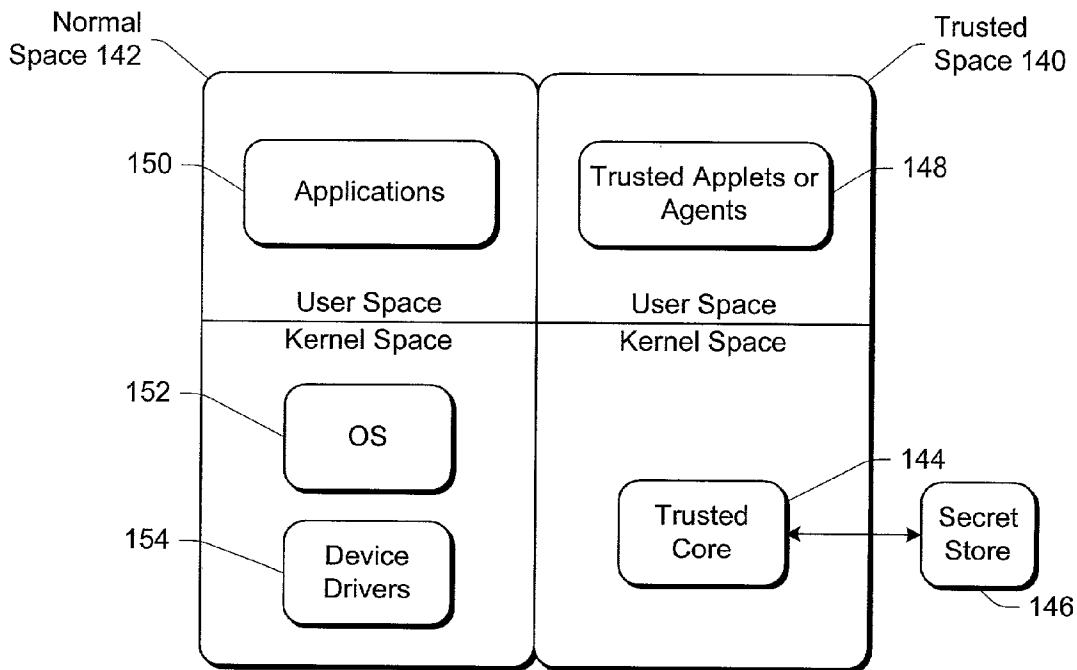 Normal
Space 142
Trusted
Space 140
150
Applications
Trusted Applets or
Agents
148
User Space
User Space
Kernel Space
Kernel Space
152
OS
144
Trusted
Core
Secret
Store
154
Device
Drivers
146